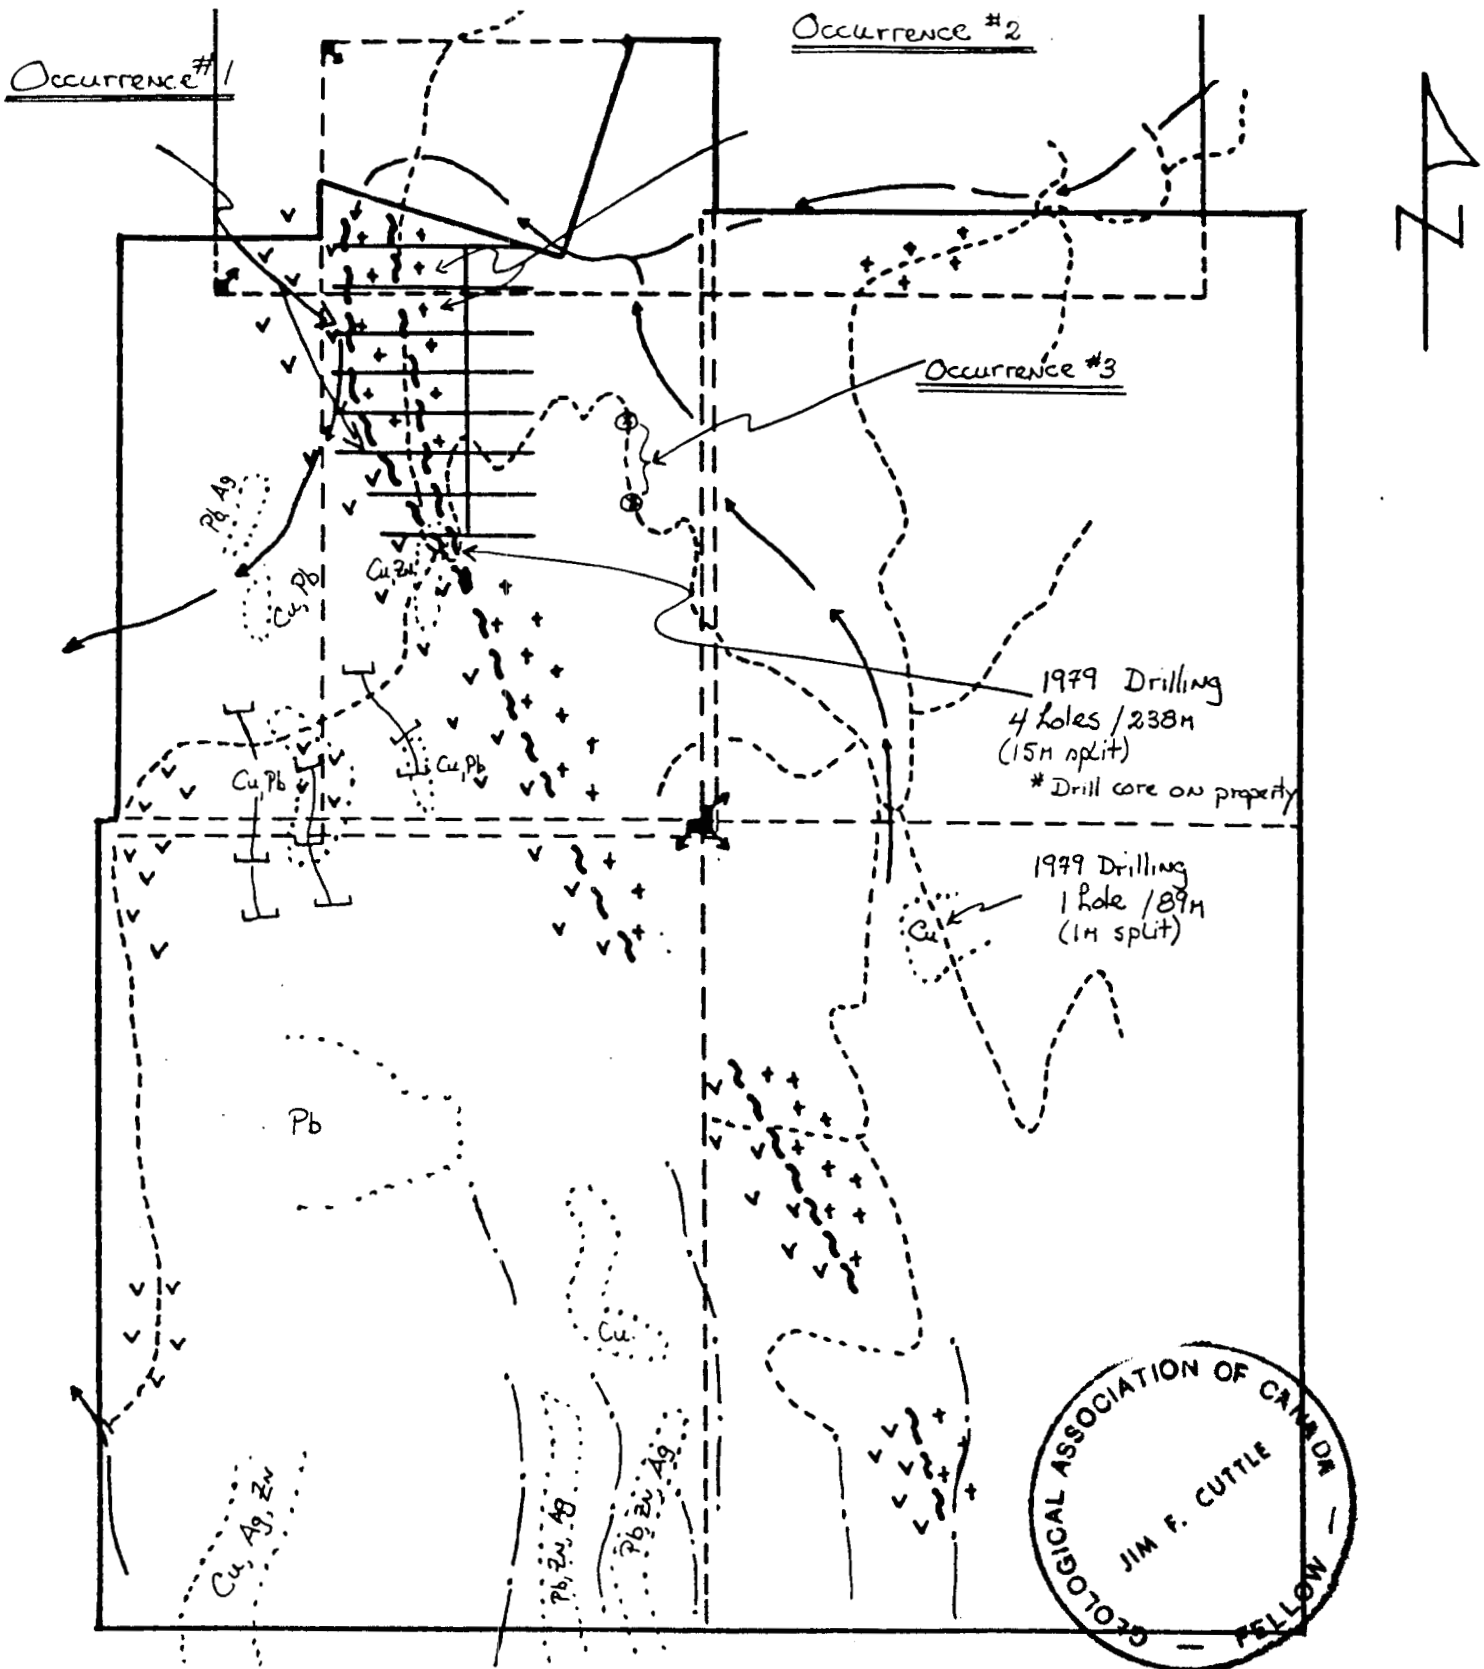 Occurrence #1
Occurrence #2
N
Occurrence #3
Pb, Ag
Cu, Pb
Cu, Zn
1979 Drilling
4 holes / 238m
(15m split)
* Drill core on property
Cu, Pb
Cu, Pb
1979 Drilling
1 hole / 89m
(1m split)
Cu
Pb
Cu
Cu, Ag, Zn
Pb, Zn, Ag
Pb, Zn, Ag
GEOLOGICAL ASSOCIATION OF CANADA
JIM F. CUTTLE
— FELLOW —